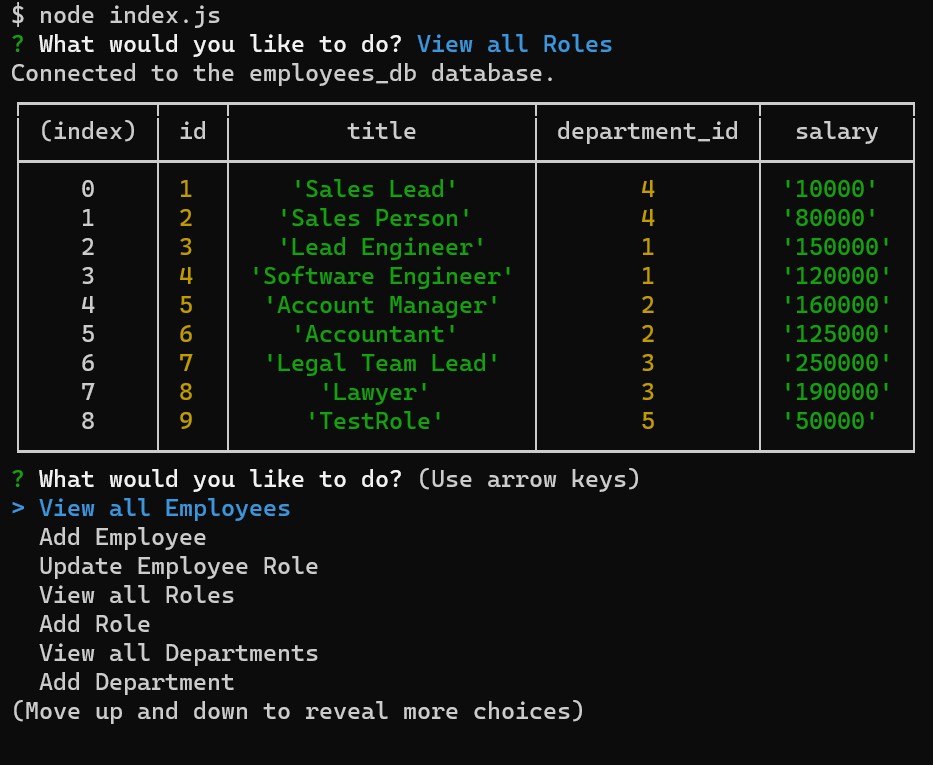 $ node index.js
? What would you like to do? View all Roles
Connected to the employees_db database.
(index) id title department_id salary
0 1 'Sales Lead' 4 '10000'
1 2 'Sales Person' 4 '80000'
2 3 'Lead Engineer' 1 '150000'
3 4 'Software Engineer' 1 '120000'
4 5 'Account Manager' 2 '160000'
5 6 'Accountant' 2 '125000'
6 7 'Legal Team Lead' 3 '250000'
7 8 'Lawyer' 3 '190000'
8 9 'TestRole' 5 '50000'
? What would you like to do? (Use arrow keys)
> View all Employees
Add Employee
Update Employee Role
View all Roles
Add Role
View all Departments
Add Department
(Move up and down to reveal more choices)